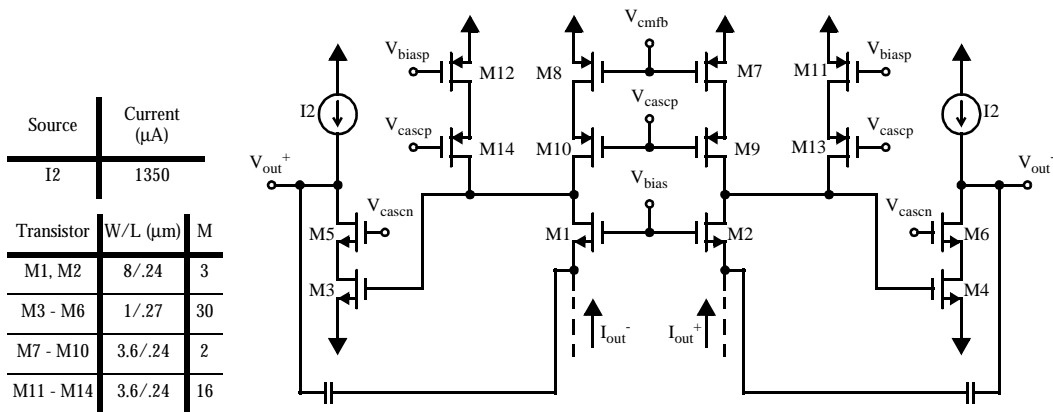 Source Current (μA)
I2 1350
Transistor W/L (μm) M
M1, M2 8/.24 3
M3 - M6 1/.27 30
M7 - M10 3.6/.24 2
M11 - M14 3.6/.24 16
Vcmfb
Vbiasp M12 M8 M7 M11 Vbiasp
I2 I2
Vcascp M14 M10 Vcascp M9 M13 Vcascp
Vout+ Vout-
Vbias
Vcascn Vcascn
M5 M1 M2 M6
M3 M4
Iout- Iout+